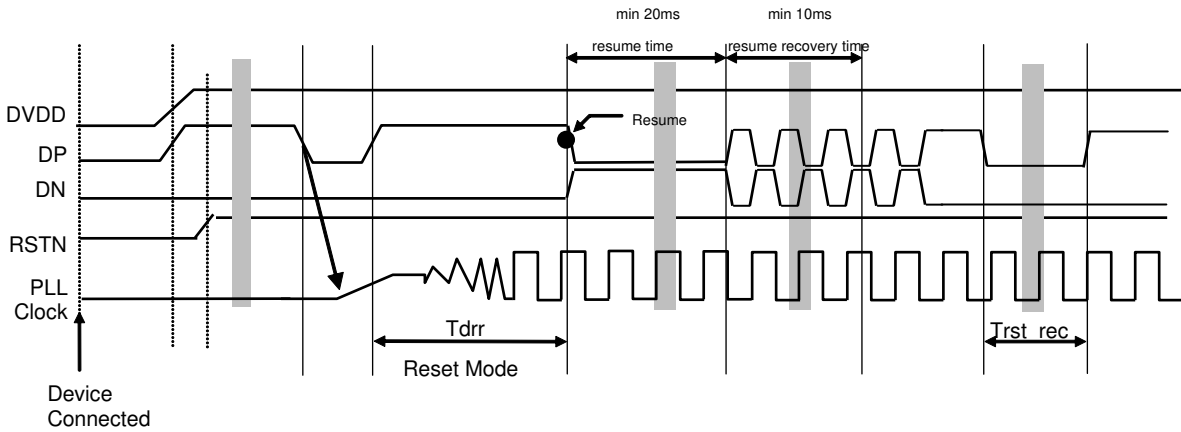 min 20ms
min 10ms
resume time
resume recovery time
DVDD
Resume
DP
DN
RSTN
PLL
Clock
Tdrr
Trst_rec
Reset Mode
Device
Connected